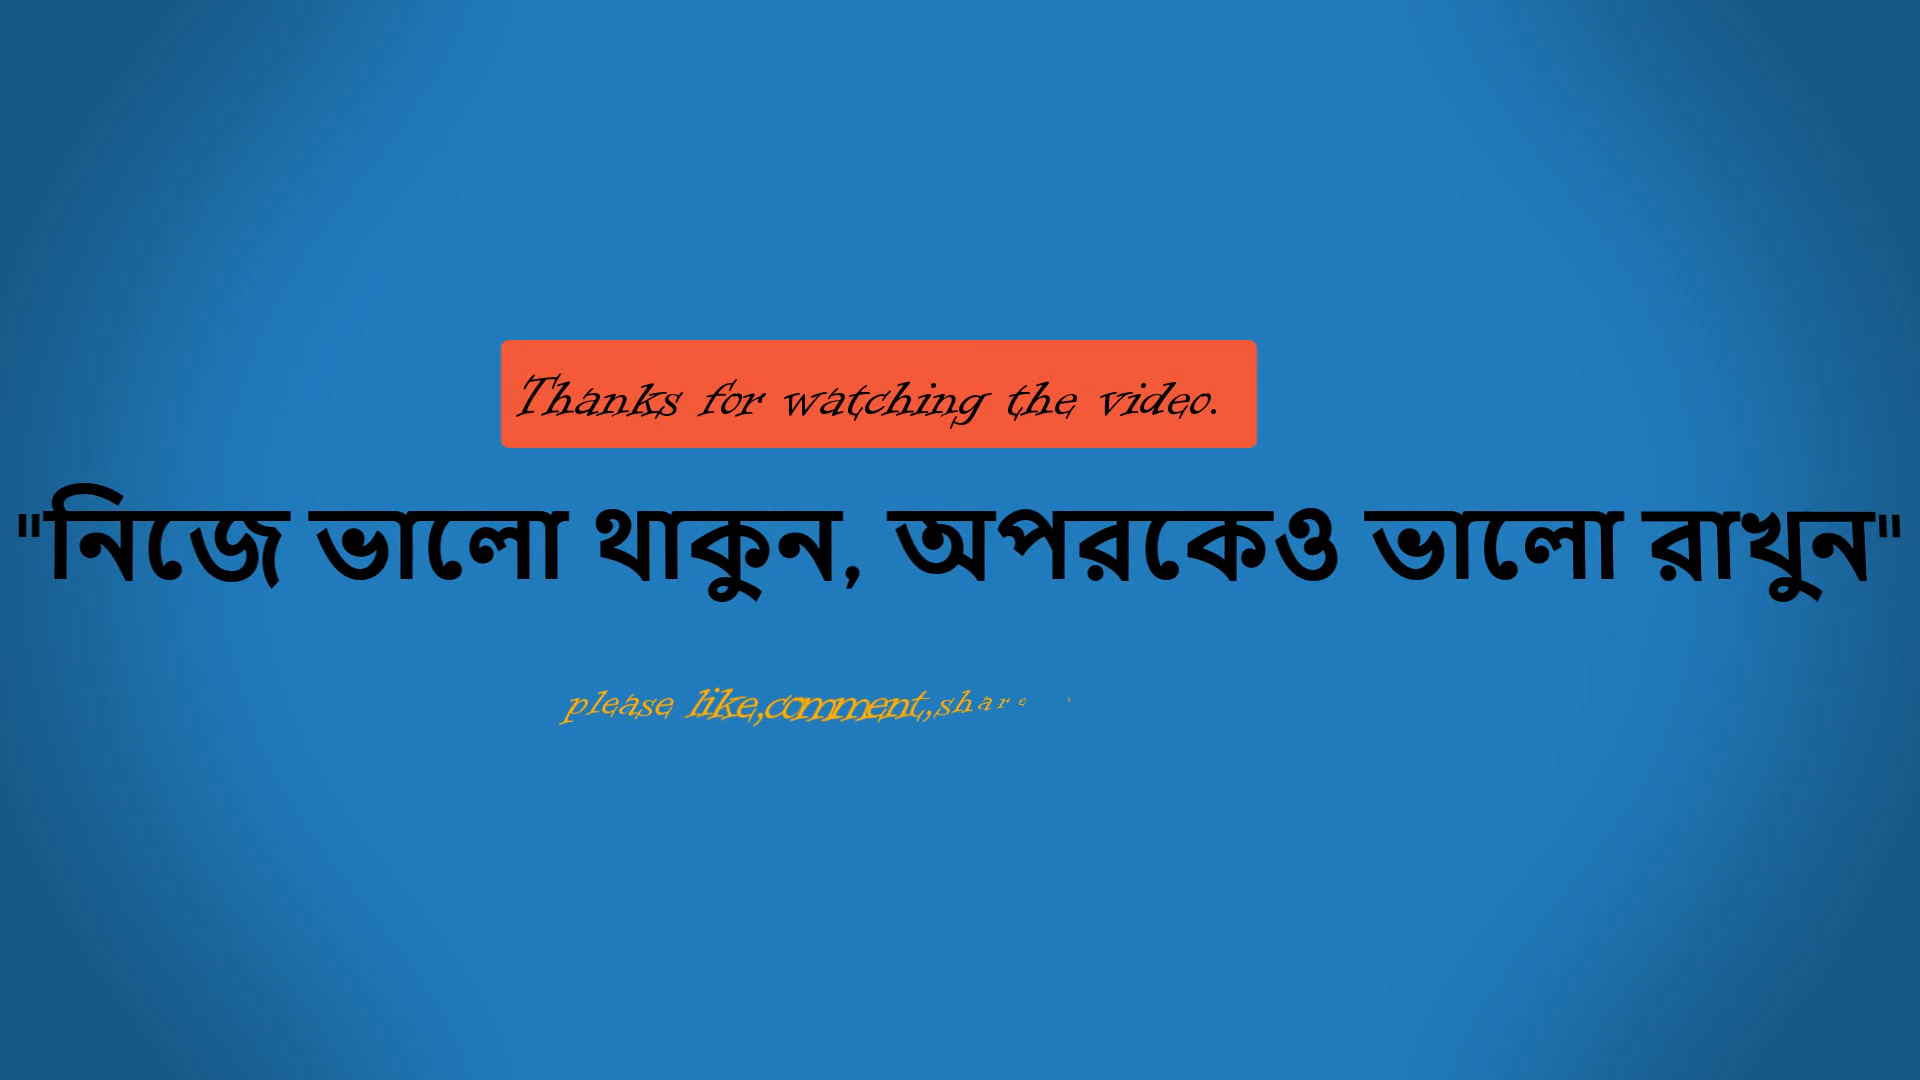 Thanks for watching the video.
"নিজে ভালো থাকুন, অপরকেও ভালো রাখুন"
please like,comment,share